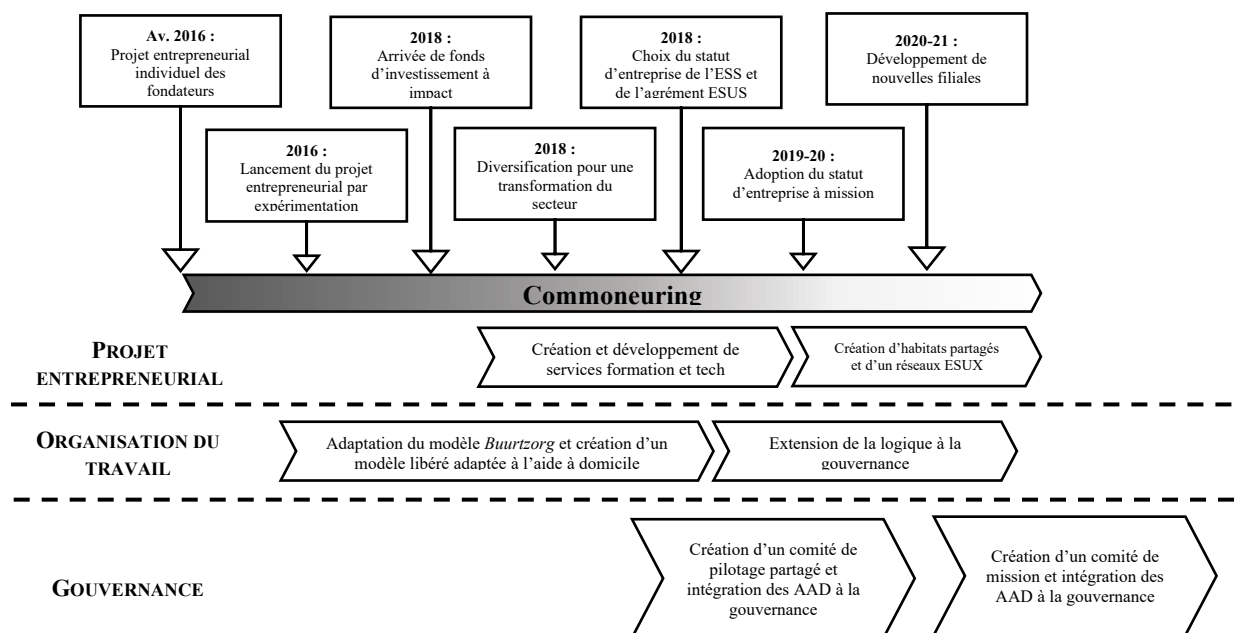 Av. 2016 :
Projet entrepreneurial
individuel des
fondateurs
2018 :
Arrivée de fonds
d’investissement à
impact
2018 :
Choix du statut
d’entreprise de l’ESS et
de l’agrément ESUS
2020-21 :
Développement de
nouvelles filiales
2016 :
Lancement du projet
entrepreneurial par
expérimentation
2018 :
Diversification pour une
transformation du
secteur
2019-20 :
Adoption du statut
d’entreprise à mission
Commoneuring
PROJET
ENTREPRENEURIAL
Création et développement de
services formation et tech
Création d’habitats partagés
et d’un réseaux ESUX
ORGANISATION DU
TRAVAIL
Adaptation du modèle Buurtzorg et création d’un
modèle libéré adaptée à l’aide à domicile
Extension de la logique à la
gouvernance
GOUVERNANCE
Création d’un comité de
pilotage partagé et
intégration des AAD à la
gouvernance
Création d’un comité de
mission et intégration des
AAD à la gouvernance